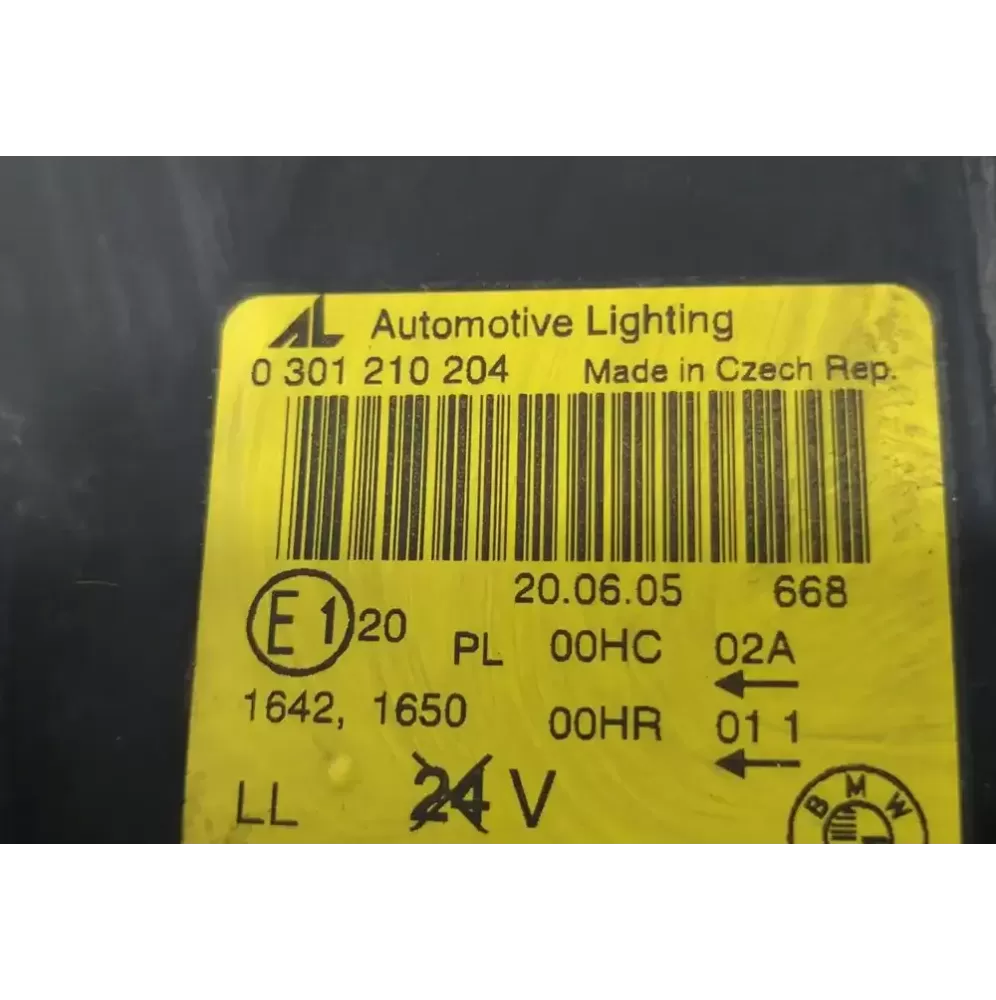 AL Automotive Lighting
0 301 210 204 Made in Czech Rep.
20.06.05 668
E1 20 PL 00HC 02A
1642, 1650 00HR 01 1
LL 24 V
BMW